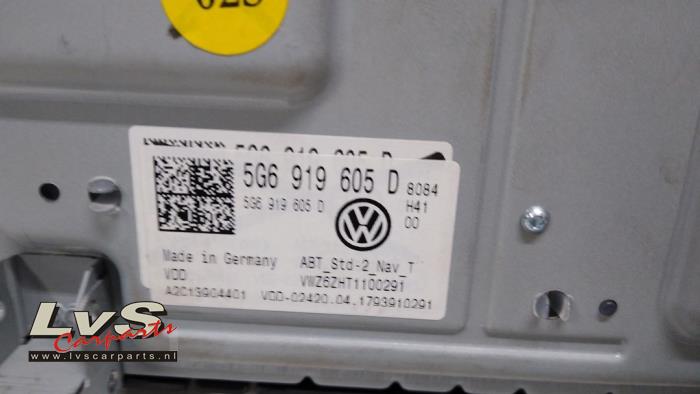 5G6 919 605 D 8084
5G6 919 605 D H41
00
Made in Germany ABT_Std-2_Nav_T
VDD VWZ6ZHT1100291
A2C13904401 VDD-02420.04.1793910291
LvS
Carparts
www.lvscarparts.nl